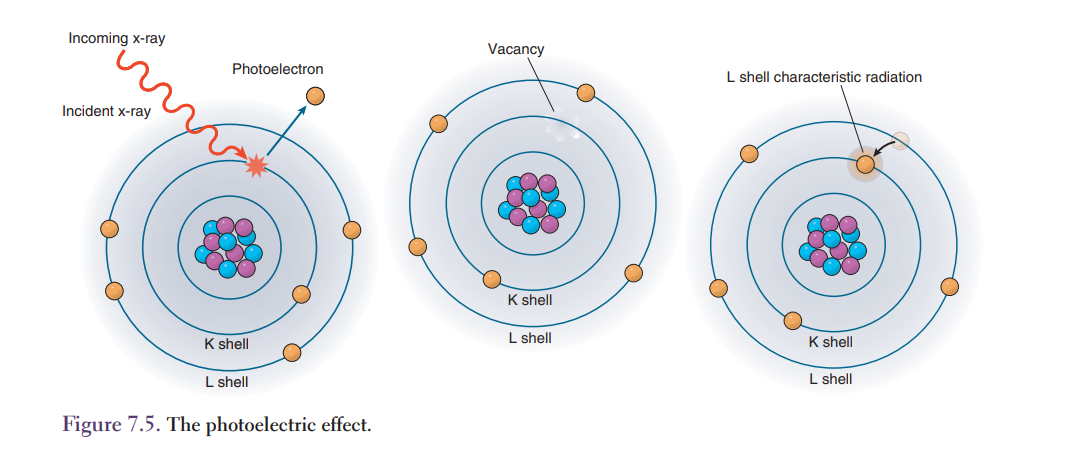 Incoming x-ray
Photoelectron
Incident x-ray
K shell
L shell
Vacancy
K shell
L shell
L shell characteristic radiation
K shell
L shell
Figure 7.5. The photoelectric effect.